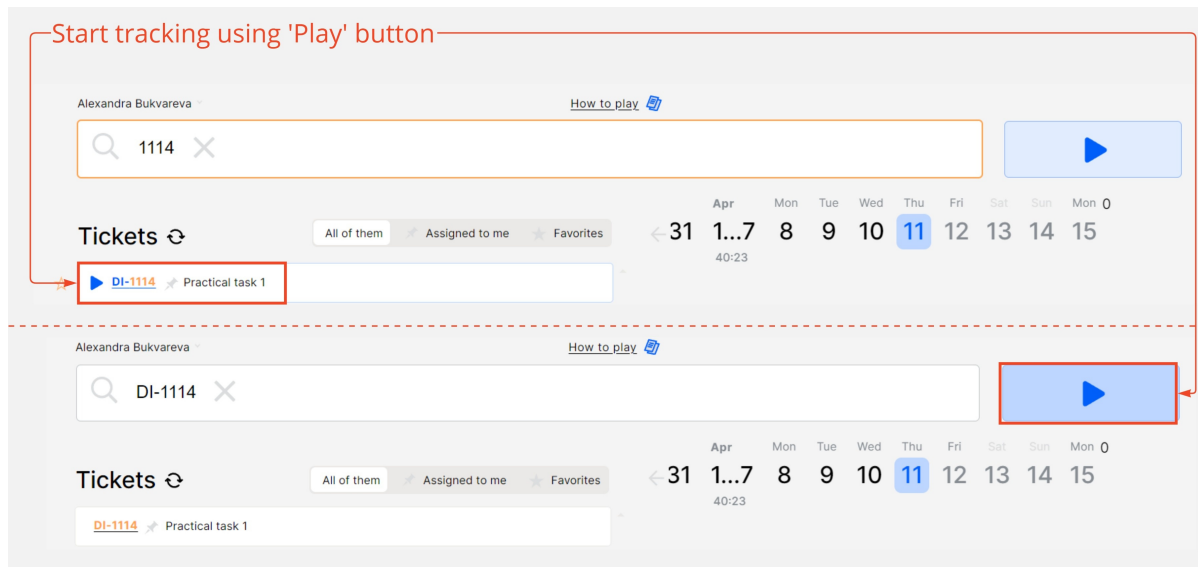 Start tracking using 'Play' button
Alexandra Bukvareva
How to play
1114
Apr Mon Tue Wed Thu Fri Sat Sun Mon 0
Tickets All of them Assigned to me Favorites 31 1...7 8 9 10 11 12 13 14 15
40:23
DI-1114 Practical task 1
Alexandra Bukvareva
How to play
DI-1114
Apr Mon Tue Wed Thu Fri Sat Sun Mon 0
Tickets All of them Assigned to me Favorites 31 1...7 8 9 10 11 12 13 14 15
40:23
DI-1114 Practical task 1